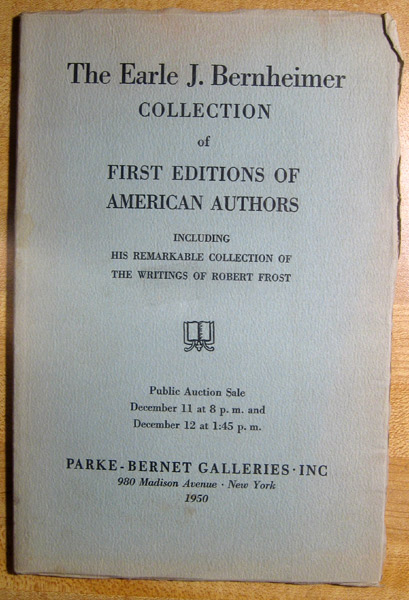 The Earle J. Bernheimer
COLLECTION
of
FIRST EDITIONS OF
AMERICAN AUTHORS
INCLUDING
HIS REMARKABLE COLLECTION OF
THE WRITINGS OF ROBERT FROST
Public Auction Sale
December 11 at 8 p. m. and
December 12 at 1:45 p. m.
PARKE-BERNET GALLERIES · INC
980 Madison Avenue · New York
1950